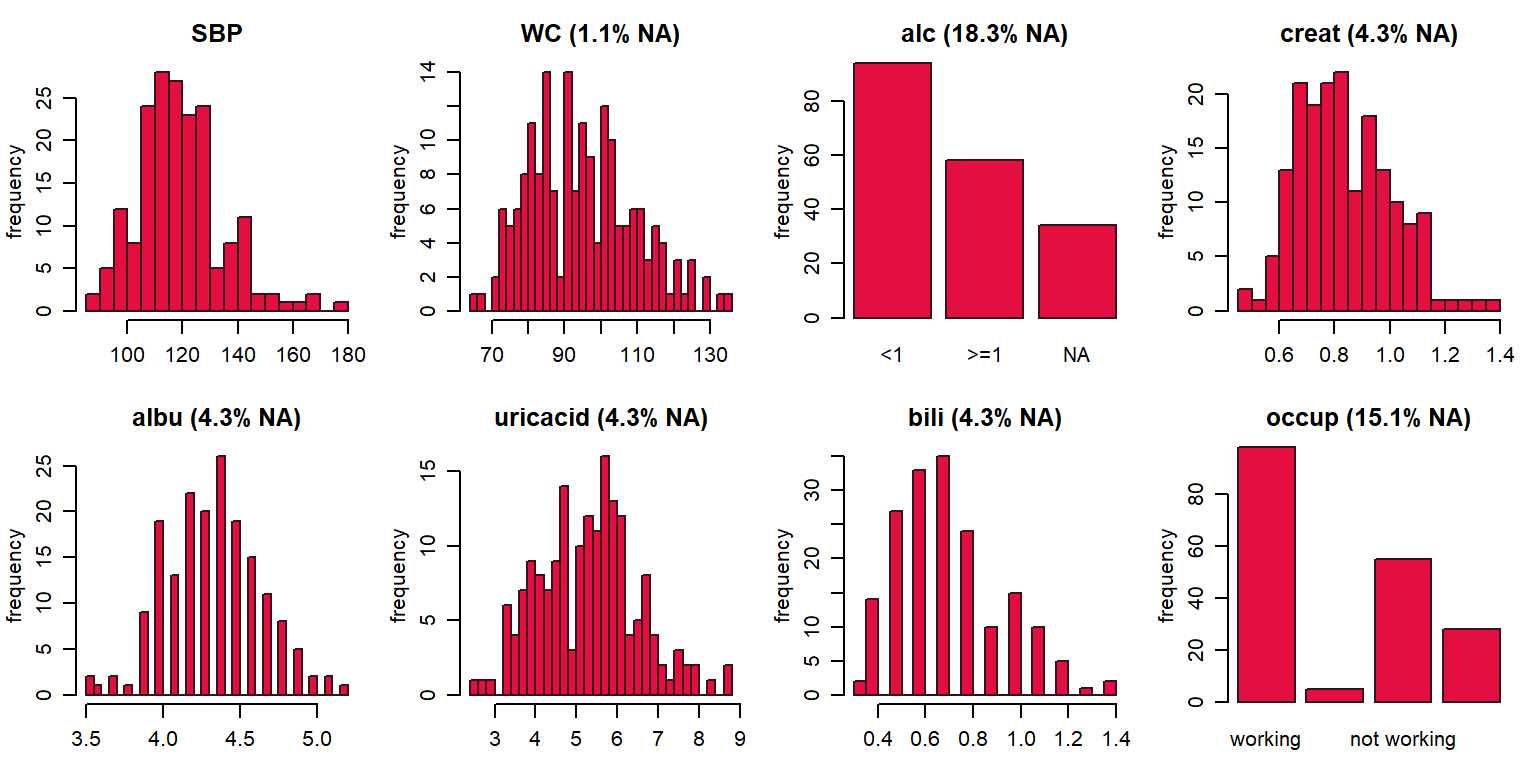 SBP
frequency
0 5 10 15 20 25
100 120 140 160 180
WC (1.1% NA)
frequency
0 2 4 6 8 10 14
70 90 110 130
alc (18.3% NA)
frequency
0 20 40 60 80
<1 >=1 NA
creat (4.3% NA)
frequency
0 5 10 15 20
0.6 0.8 1.0 1.2 1.4
albu (4.3% NA)
frequency
0 5 10 15 20 25
3.5 4.0 4.5 5.0
uricacid (4.3% NA)
frequency
0 5 10 15
3 4 5 6 7 8 9
bili (4.3% NA)
frequency
0 5 10 20 30
0.4 0.6 0.8 1.0 1.2 1.4
occup (15.1% NA)
frequency
0 20 40 60 80
working not working